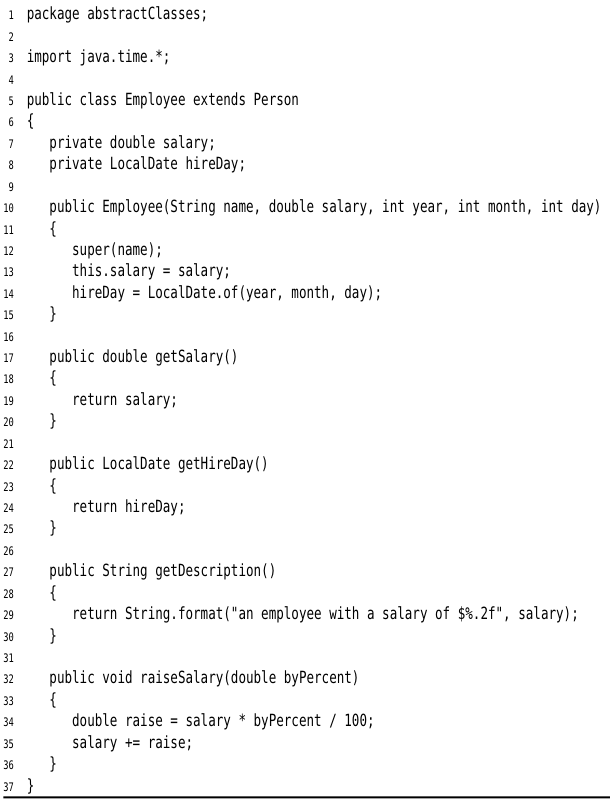 1 package abstractClasses;
2
3 import java.time.*;
4
5 public class Employee extends Person
6 {
7    private double salary;
8    private LocalDate hireDay;
9
10    public Employee(String name, double salary, int year, int month, int day)
11    {
12       super(name);
13       this.salary = salary;
14       hireDay = LocalDate.of(year, month, day);
15    }
16
17    public double getSalary()
18    {
19       return salary;
20    }
21
22    public LocalDate getHireDay()
23    {
24       return hireDay;
25    }
26
27    public String getDescription()
28    {
29       return String.format("an employee with a salary of $%.2f", salary);
30    }
31
32    public void raiseSalary(double byPercent)
33    {
34       double raise = salary * byPercent / 100;
35       salary += raise;
36    }
37 }